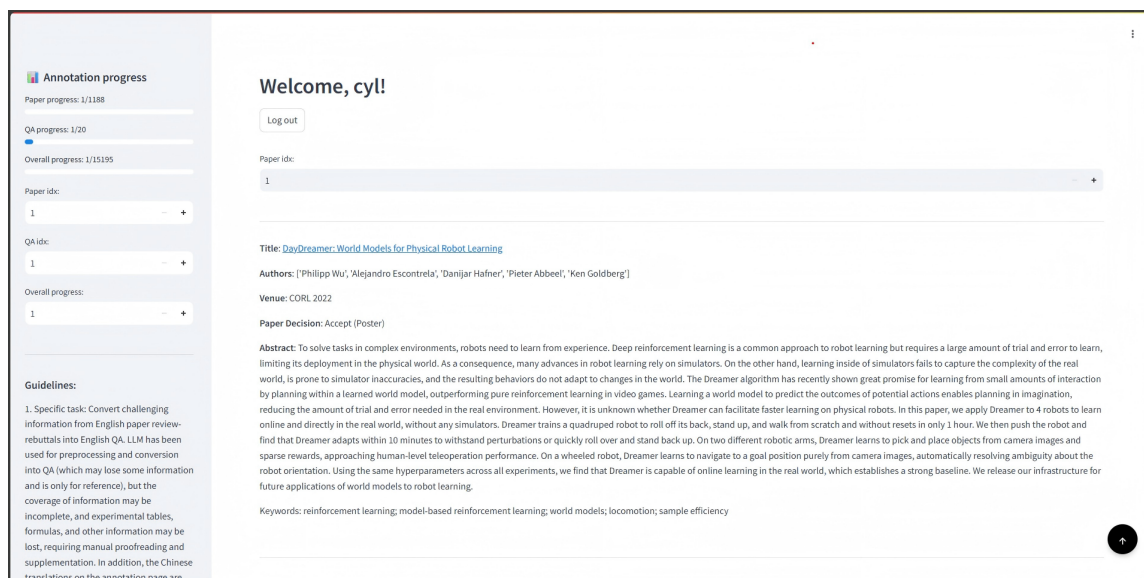 Annotation progress
Paper progress: 1/1188
QA progress: 1/20
Overall progress: 1/15195
Paper idx:
1
QA idx:
1
Overall progress:
1
Guidelines:
1. Specific task: Convert challenging
information from English paper review-
rebuttals into English QA. LLM has been
used for preprocessing and conversion
into QA (which may lose some information
and is only for reference), but the
coverage of information may be
incomplete, and experimental tables,
formulas, and other information may be
lost, requiring manual proofreading and
supplementation. In addition, the Chinese
translations on the annotation page are
Welcome, cyl!
Log out
Paper idx:
1
Title: DayDreamer: World Models for Physical Robot Learning
Authors: ['Philipp Wu', 'Alejandro Escontrela', 'Danijar Hafner', 'Pieter Abbeel', 'Ken Goldberg']
Venue: CORL 2022
Paper Decision: Accept (Poster)
Abstract: To solve tasks in complex environments, robots need to learn from experience. Deep reinforcement learning is a common approach to robot learning but requires a large amount of trial and error to learn,
limiting its deployment in the physical world. As a consequence, many advances in robot learning rely on simulators. On the other hand, learning inside of simulators fails to capture the complexity of the real
world, is prone to simulator inaccuracies, and the resulting behaviors do not adapt to changes in the world. The Dreamer algorithm has recently shown great promise for learning from small amounts of interaction
by planning within a learned world model, outperforming pure reinforcement learning in video games. Learning a world model to predict the outcomes of potential actions enables planning in imagination,
reducing the amount of trial and error needed in the real environment. However, it is unknown whether Dreamer can facilitate faster learning on physical robots. In this paper, we apply Dreamer to 4 robots to learn
online and directly in the real world, without any simulators. Dreamer trains a quadruped robot to roll off its back, stand up, and walk from scratch and without resets in only 1 hour. We then push the robot and
find that Dreamer adapts within 10 minutes to withstand perturbations or quickly roll over and stand back up. On two different robotic arms, Dreamer learns to pick and place objects from camera images and
sparse rewards, approaching human-level teleoperation performance. On a wheeled robot, Dreamer learns to navigate to a goal position purely from camera images, automatically resolving ambiguity about the
robot orientation. Using the same hyperparameters across all experiments, we find that Dreamer is capable of online learning in the real world, which establishes a strong baseline. We release our infrastructure for
future applications of world models to robot learning.
Keywords: reinforcement learning; model-based reinforcement learning; world models; locomotion; sample efficiency